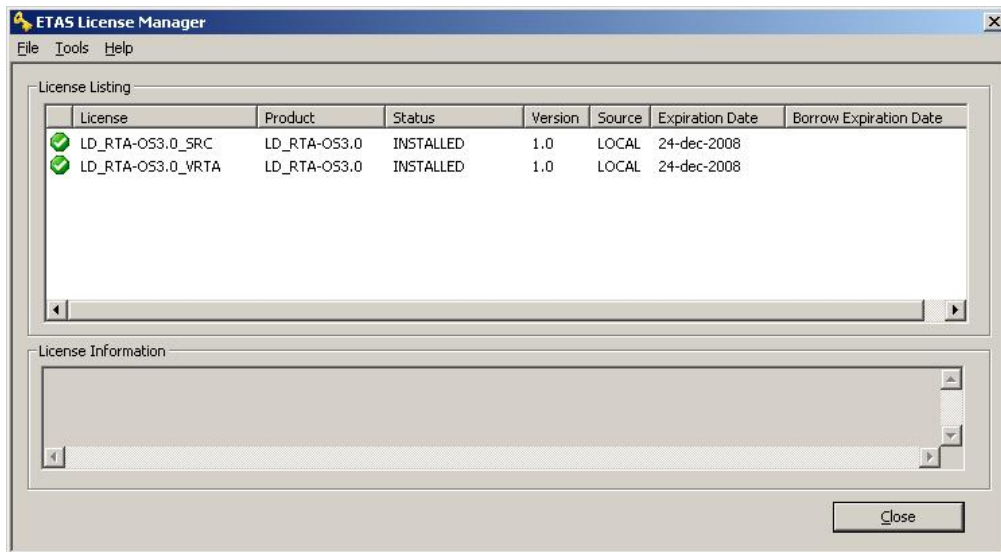 ETAS License Manager
File Tools Help
License Listing
License Product Status Version Source Expiration Date Borrow Expiration Date
LD_RTA-OS3.0_SRC LD_RTA-OS3.0 INSTALLED 1.0 LOCAL 24-dec-2008
LD_RTA-OS3.0_VRTA LD_RTA-OS3.0 INSTALLED 1.0 LOCAL 24-dec-2008
License Information
Close